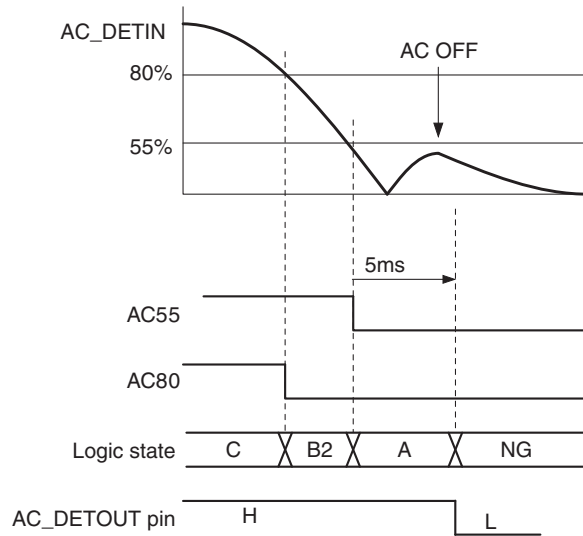 AC_DETIN
AC OFF
80%
55%
5ms
AC55
AC80
Logic state C B2 A NG
AC_DETOUT pin H L